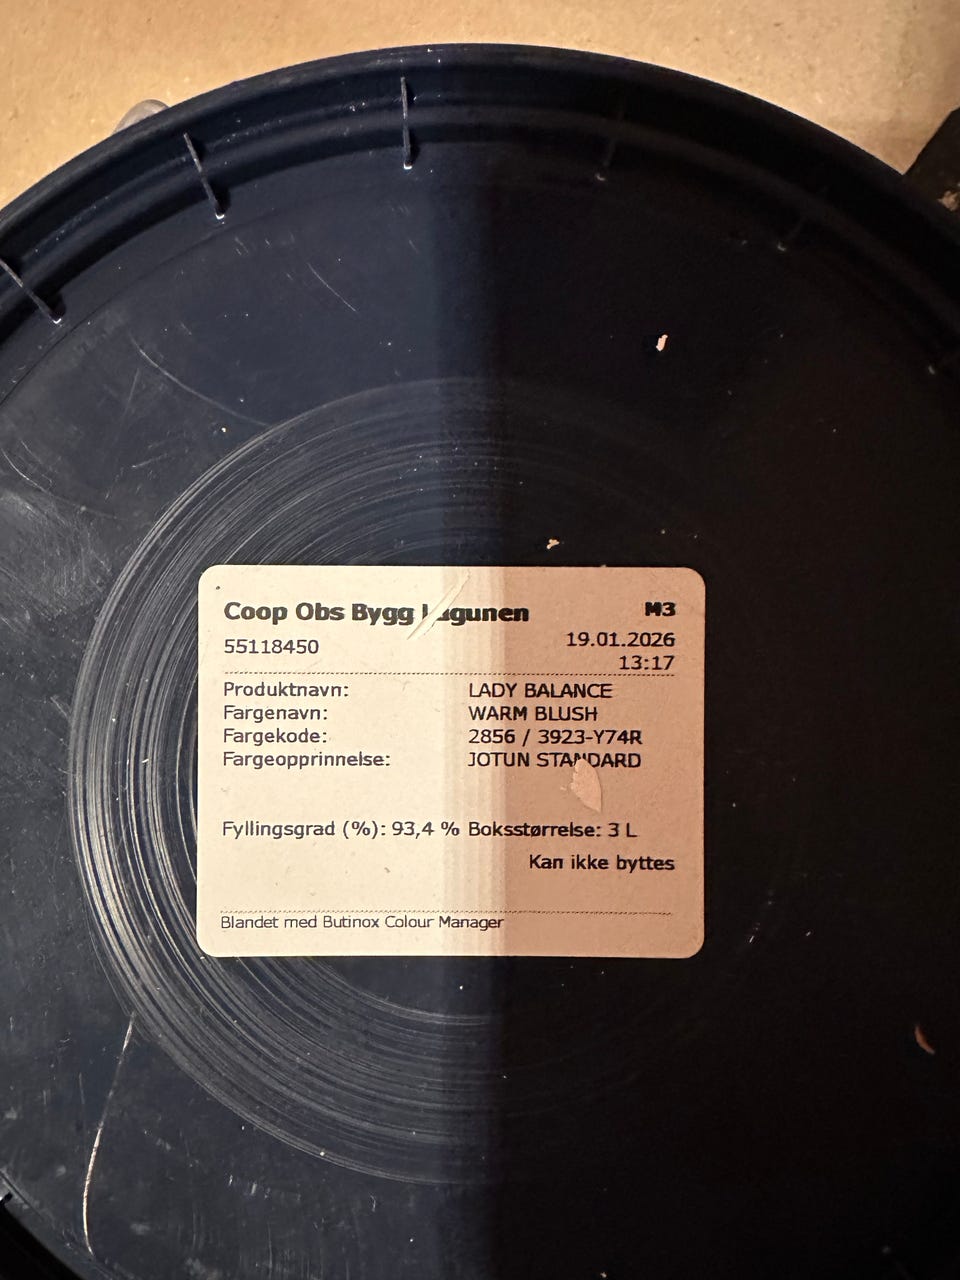 Coop Obs Bygg Lagunen M3
55118450 19.01.2026
13:17
Produktnavn: LADY BALANCE
Fargenavn: WARM BLUSH
Fargekode: 2856 / 3923-Y74R
Fargeopprinnelse: JOTUN STANDARD
Fyllingsgrad (%): 93,4 % Boksstørrelse: 3 L
Kan ikke byttes
Blandet med Butinox Colour Manager